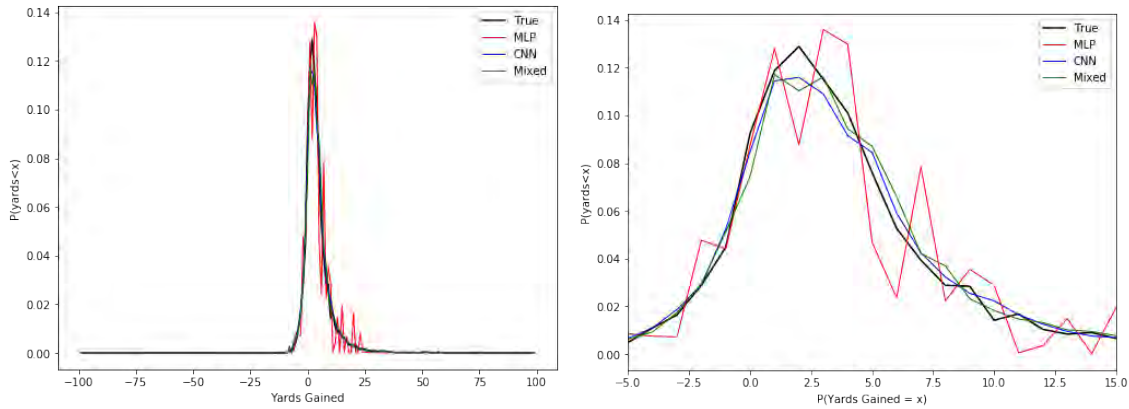 0.14
0.12
0.10
0.08
0.06
0.04
0.02
0.00
P(yards<x)
−100
−75
−50
−25
0
25
50
75
100
Yards Gained
True
MLP
CNN
Mixed
0.14
0.12
0.10
0.08
0.06
0.04
0.02
0.00
P(yards<x)
−5.0
−2.5
0.0
2.5
5.0
7.5
10.0
12.5
15.0
P(Yards Gained = x)
True
MLP
CNN
Mixed